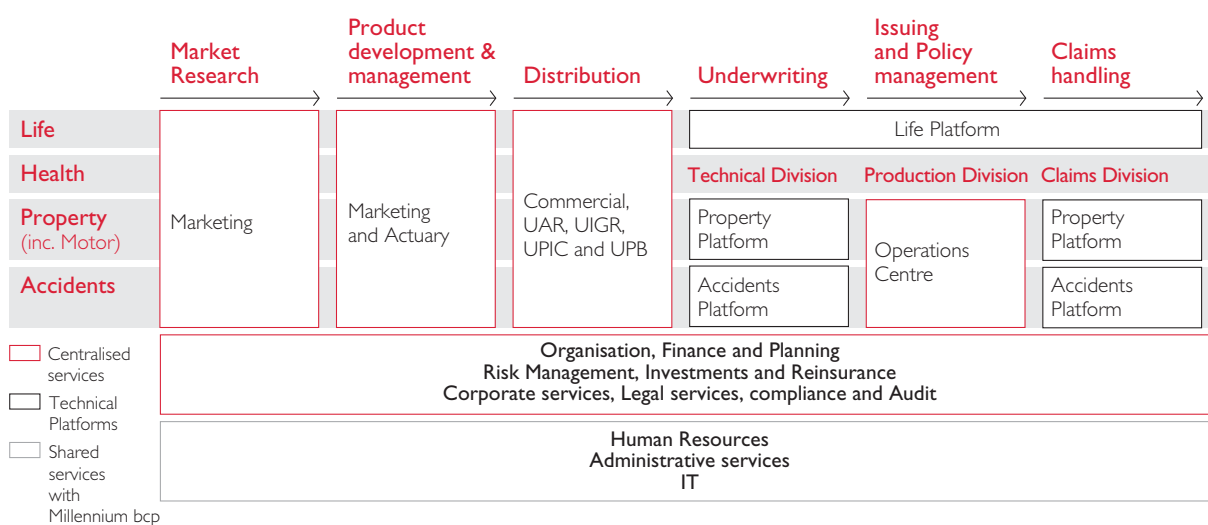 Market
Research
Product
development &
management
Distribution
Underwriting
Issuing
and Policy
management
Claims
handling
Life
Life Platform
Health
Technical Division
Production Division
Claims Division
Property
(inc. Motor)
Accidents
Marketing
Marketing
and Actuary
Commercial,
UAR, UIGR,
UPIC and UPB
Property
Platform
Accidents
Platform
Operations
Centre
Property
Platform
Accidents
Platform
Centralised
services
Technical
Platforms
Shared
services
with
Millennium bcp
Organisation, Finance and Planning
Risk Management, Investments and Reinsurance
Corporate services, Legal services, compliance and Audit
Human Resources
Administrative services
IT